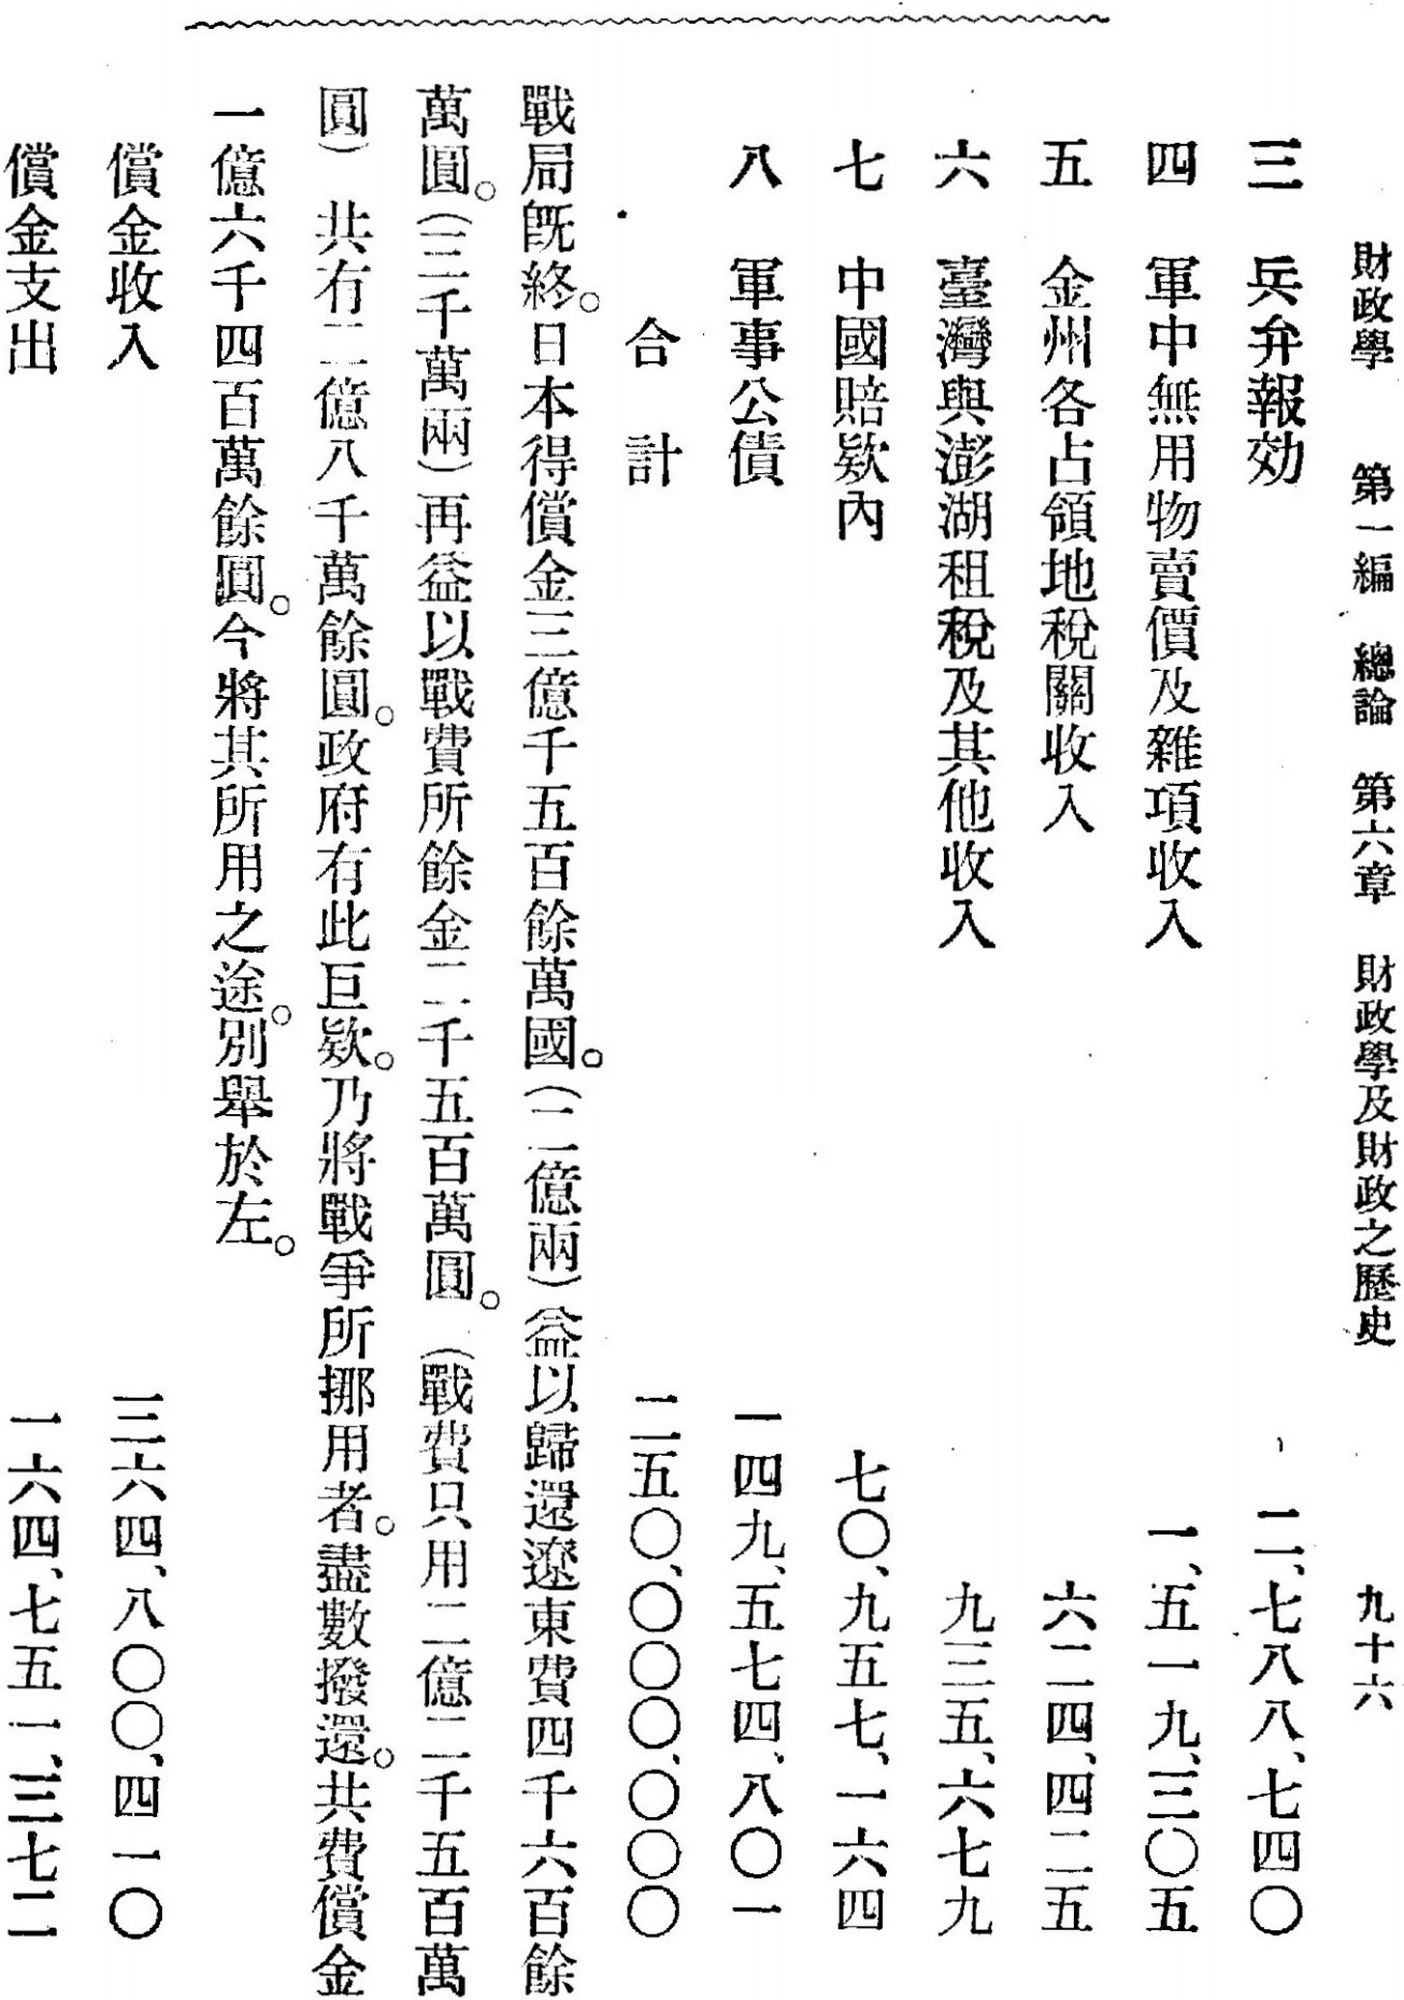 財政學　第一編　總論　第六章　財政學及財政之歷史　九十六
三　兵弁報効　二、七八八、七四〇
四　軍中無用物賣價及雜項收入　一、五一九、三〇五
五　金州各占領地稅關收入　六二四、四二五
六　臺灣與澎湖租稅及其他收入　九三五、六七九
七　中國賠欵內　七〇、九五七、一六四
八　軍事公債　一四九、五七四、八〇一
合計　二五〇、〇〇〇、〇〇〇
戰局旣終。日本得償金三億千五百餘萬國。(二億兩)益以歸還遼東費四千六百餘
萬圓。(三千萬兩)再益以戰費所餘金二千五百萬圓。(戰費只用二億二千五百萬
圓)共有二億八千萬餘圓。政府有此巨欵。乃將戰爭所挪用者。盡數撥還。共費償金
一億六千四百萬餘圓。今將其所用之途。別舉於左。
償金收入　三六四、八〇〇、四一〇
償金支出　一六四、七五一、三七二